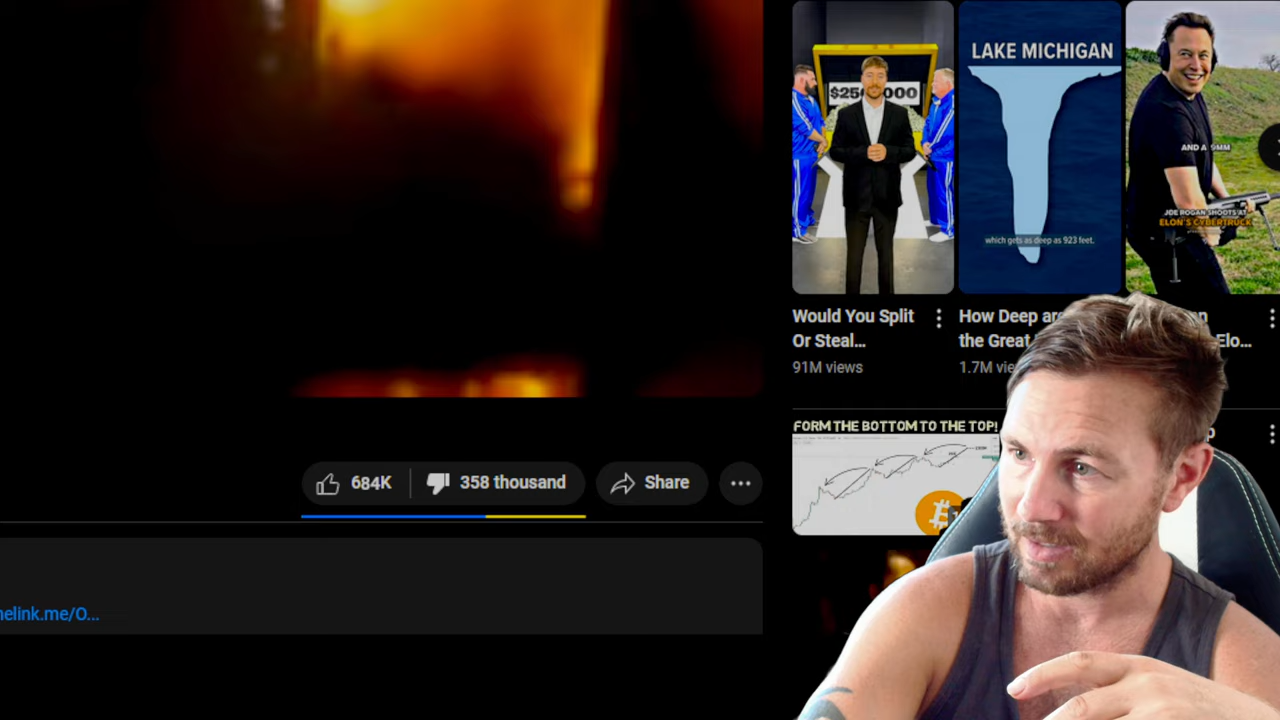 $250,000
LAKE MICHIGAN
which gets as deep as 923 feet.
AND A 9MM
JOE ROGAN SHOOTS AT
ELON'S CYBERTRUCK
Would You Split
Or Steal...
91M views
How Deep are
the Great
1.7M
Elo...
FORM THE BOTTOM TO THE TOP!
684K
358 thousand
Share
nelink.me/O...